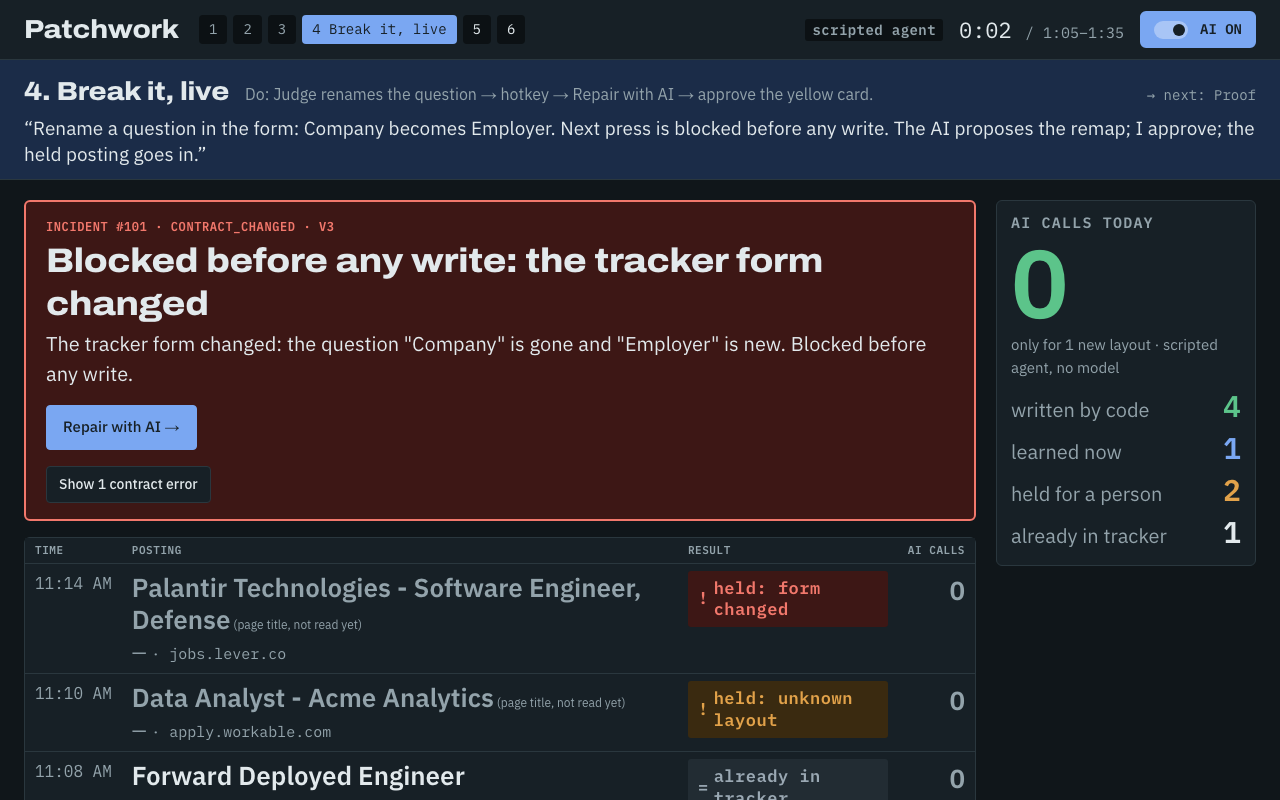 Patchwork 1 2 3 4 Break it, live 5 6 scripted agent 0:02 / 1:05–1:35 AI ON
4. Break it, live Do: Judge renames the question → hotkey → Repair with AI → approve the yellow card. → next: Proof
“Rename a question in the form: Company becomes Employer. Next press is blocked before any write. The AI proposes the remap; I approve; the
held posting goes in.”
INCIDENT #101 · CONTRACT_CHANGED · V3
Blocked before any write: the tracker form
changed
The tracker form changed: the question "Company" is gone and "Employer" is new. Blocked before
any write.
Repair with AI →
Show 1 contract error
AI CALLS TODAY
0
only for 1 new layout · scripted
agent, no model
written by code 4
learned now 1
held for a person 2
already in tracker 1
TIME POSTING RESULT AI CALLS
11:14 AM Palantir Technologies - Software Engineer, ! held: form 0
Defense (page title, not read yet) changed
— · jobs.lever.co
11:10 AM Data Analyst - Acme Analytics (page title, not read yet) ! held: unknown 0
layout
— · apply.workable.com
11:08 AM Forward Deployed Engineer = already in 0
tracker